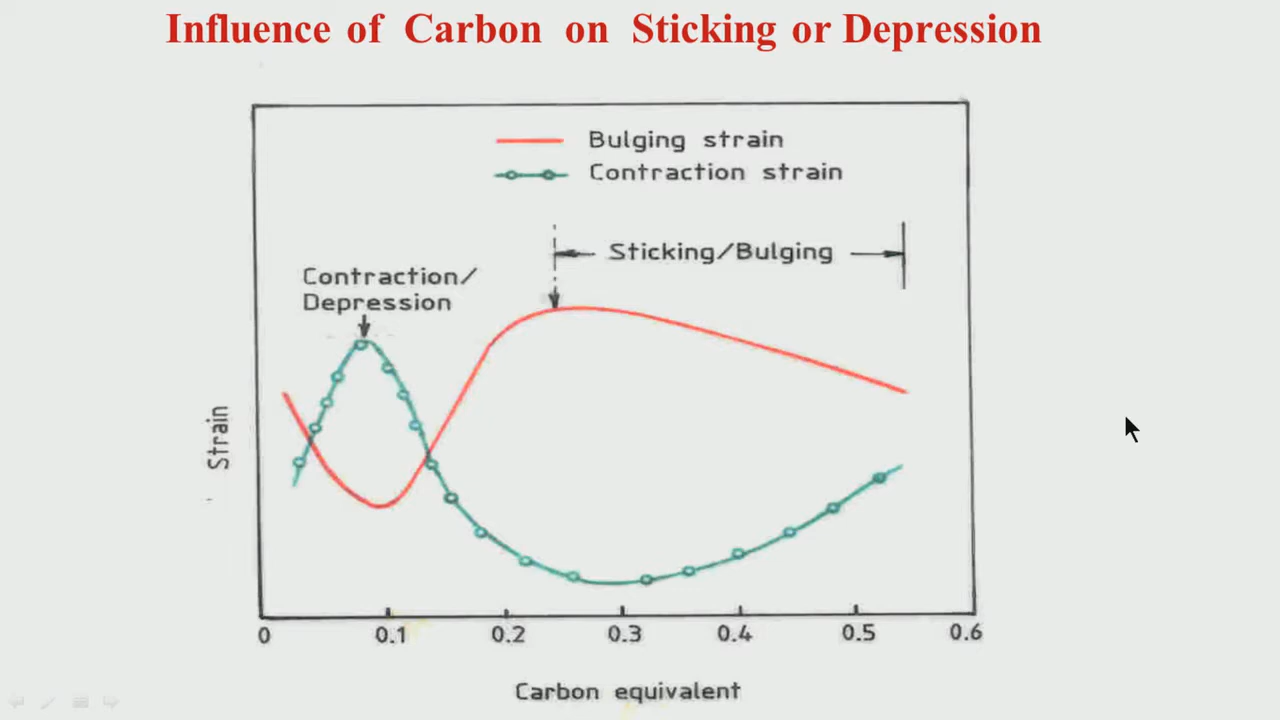 Influence of Carbon on Sticking or Depression
Bulging strain
Contraction strain
Sticking/Bulging
Contraction/
Depression
Strain
0 0.1 0.2 0.3 0.4 0.5 0.6
Carbon equivalent